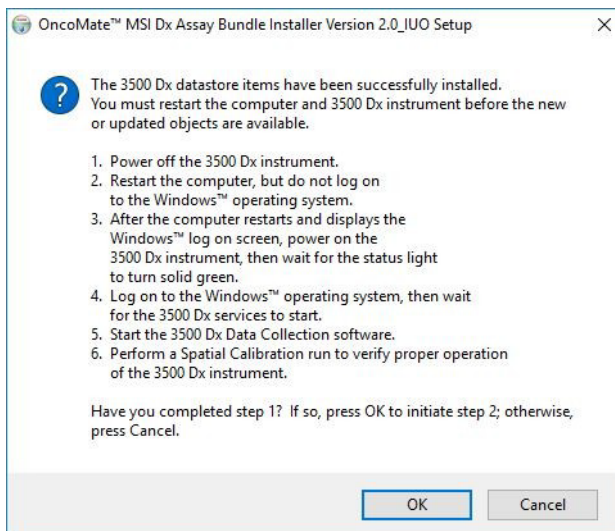 OncoMate™ MSI Dx Assay Bundle Installer Version 2.0_IUO Setup
The 3500 Dx datastore items have been successfully installed.
You must restart the computer and 3500 Dx instrument before the new
or updated objects are available.
1. Power off the 3500 Dx instrument.
2. Restart the computer, but do not log on
to the Windows™ operating system.
3. After the computer restarts and displays the
Windows™ log on screen, power on the
3500 Dx instrument, then wait for the status light
to turn solid green.
4. Log on to the Windows™ operating system, then wait
for the 3500 Dx services to start.
5. Start the 3500 Dx Data Collection software.
6. Perform a Spatial Calibration run to verify proper operation
of the 3500 Dx instrument.
Have you completed step 1? If so, press OK to initiate step 2; otherwise,
press Cancel.
OK Cancel